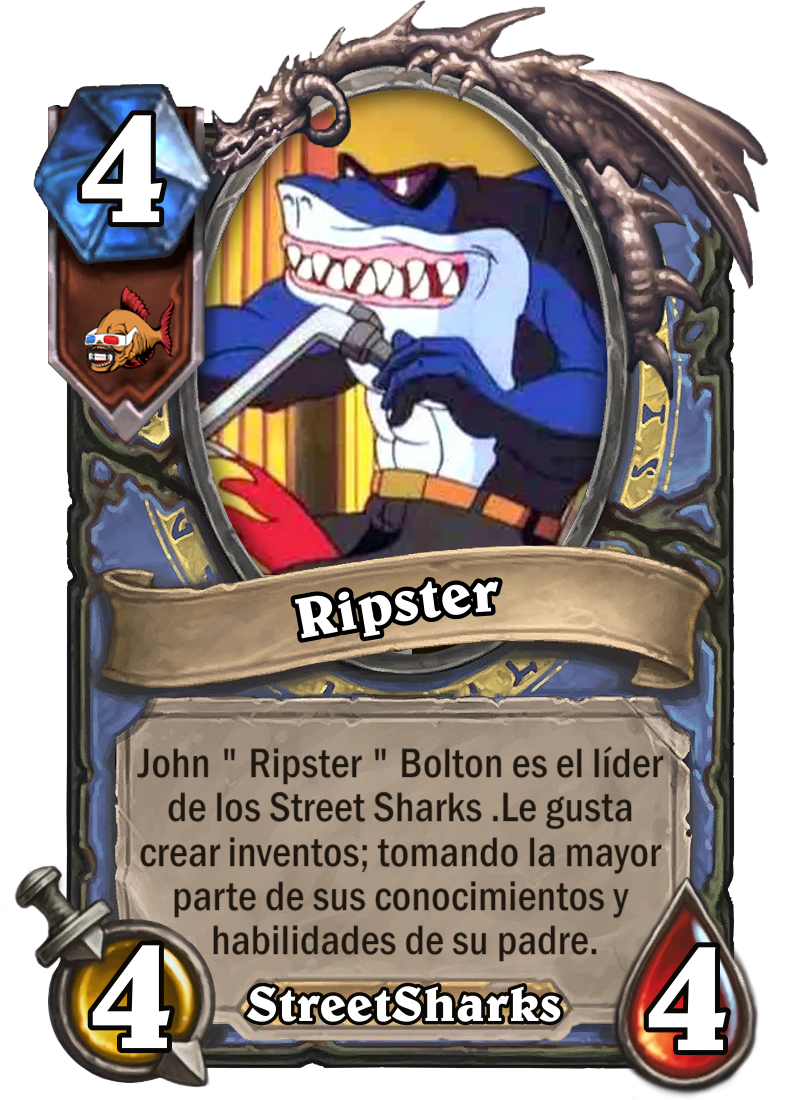 4
Ripster
John " Ripster " Bolton es el líder
de los Street Sharks .Le gusta
crear inventos; tomando la mayor
parte de sus conocimientos y
habilidades de su padre.
4
StreetSharks
4